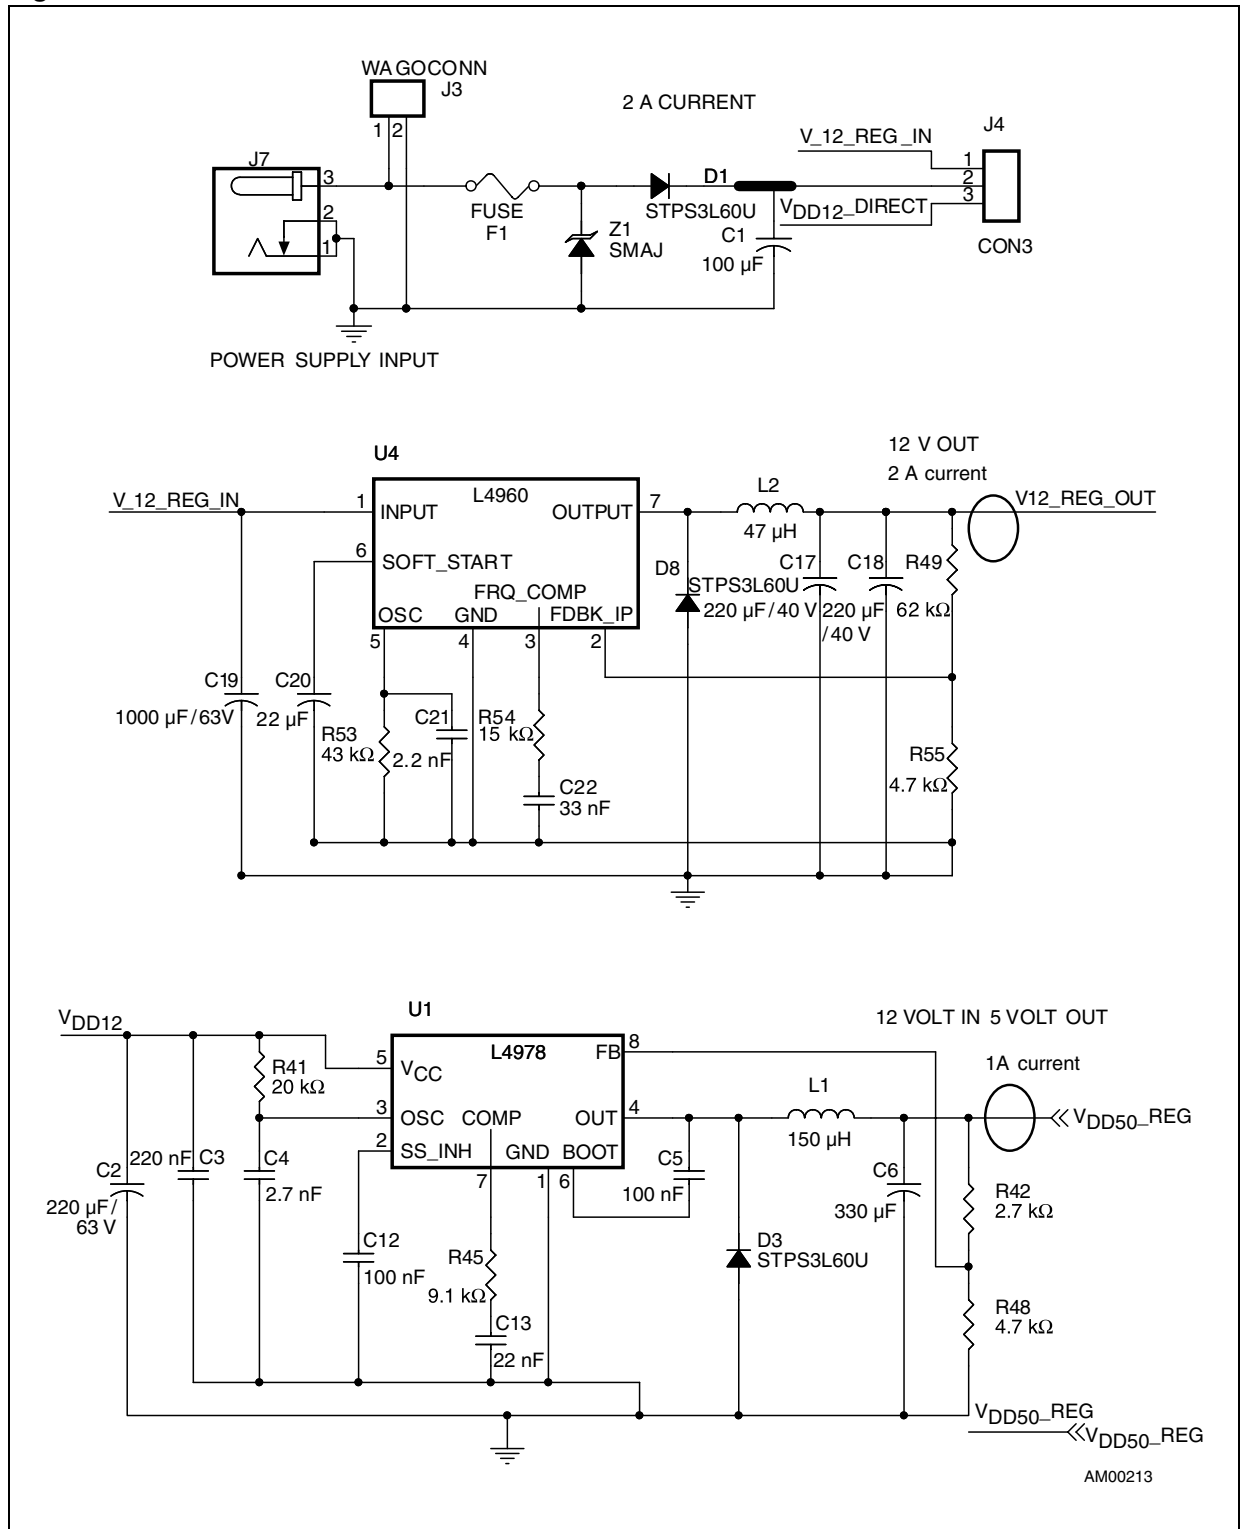 WAGOCONN
J3
2 A CURRENT
1 2
J7
3
2
1
FUSE
F1
Z1
SMAJ
D1
STPS3L60U
C1
100 µF
V_12_REG_IN
J4
1
2
3
VDD12_DIRECT
CON3
POWER SUPPLY INPUT
U4
12 V OUT
2 A current
V_12_REG_IN
1
L4960
INPUT
OUTPUT
7
L2
47 µH
V12_REG_OUT
6
SOFT_START
FRQ_COMP
OSC
GND
FDBK_IP
5
4
3
2
D8
STPS3L60U
C17
220 µF/40 V
C18
220 µF
/40 V
R49
62 kΩ
C19
1000 µF/63V
C20
22 µF
R53
43 kΩ
C21
2.2 nF
R54
15 kΩ
C22
33 nF
R55
4.7 kΩ
VDD12
U1
12 VOLT IN 5 VOLT OUT
1A current
L4978
5
VCC
FB
8
R41
20 kΩ
3
OSC
COMP
OUT
4
2
SS_INH
GND
BOOT
7
1
6
L1
150 µH
VDD50_REG
C2
220 µF/
63 V
220 nF
C3
C4
2.7 nF
C5
100 nF
C6
330 µF
R42
2.7 kΩ
C12
100 nF
R45
9.1 kΩ
C13
22 nF
D3
STPS3L60U
R48
4.7 kΩ
VDD50_REG
VDD50_REG
AM00213